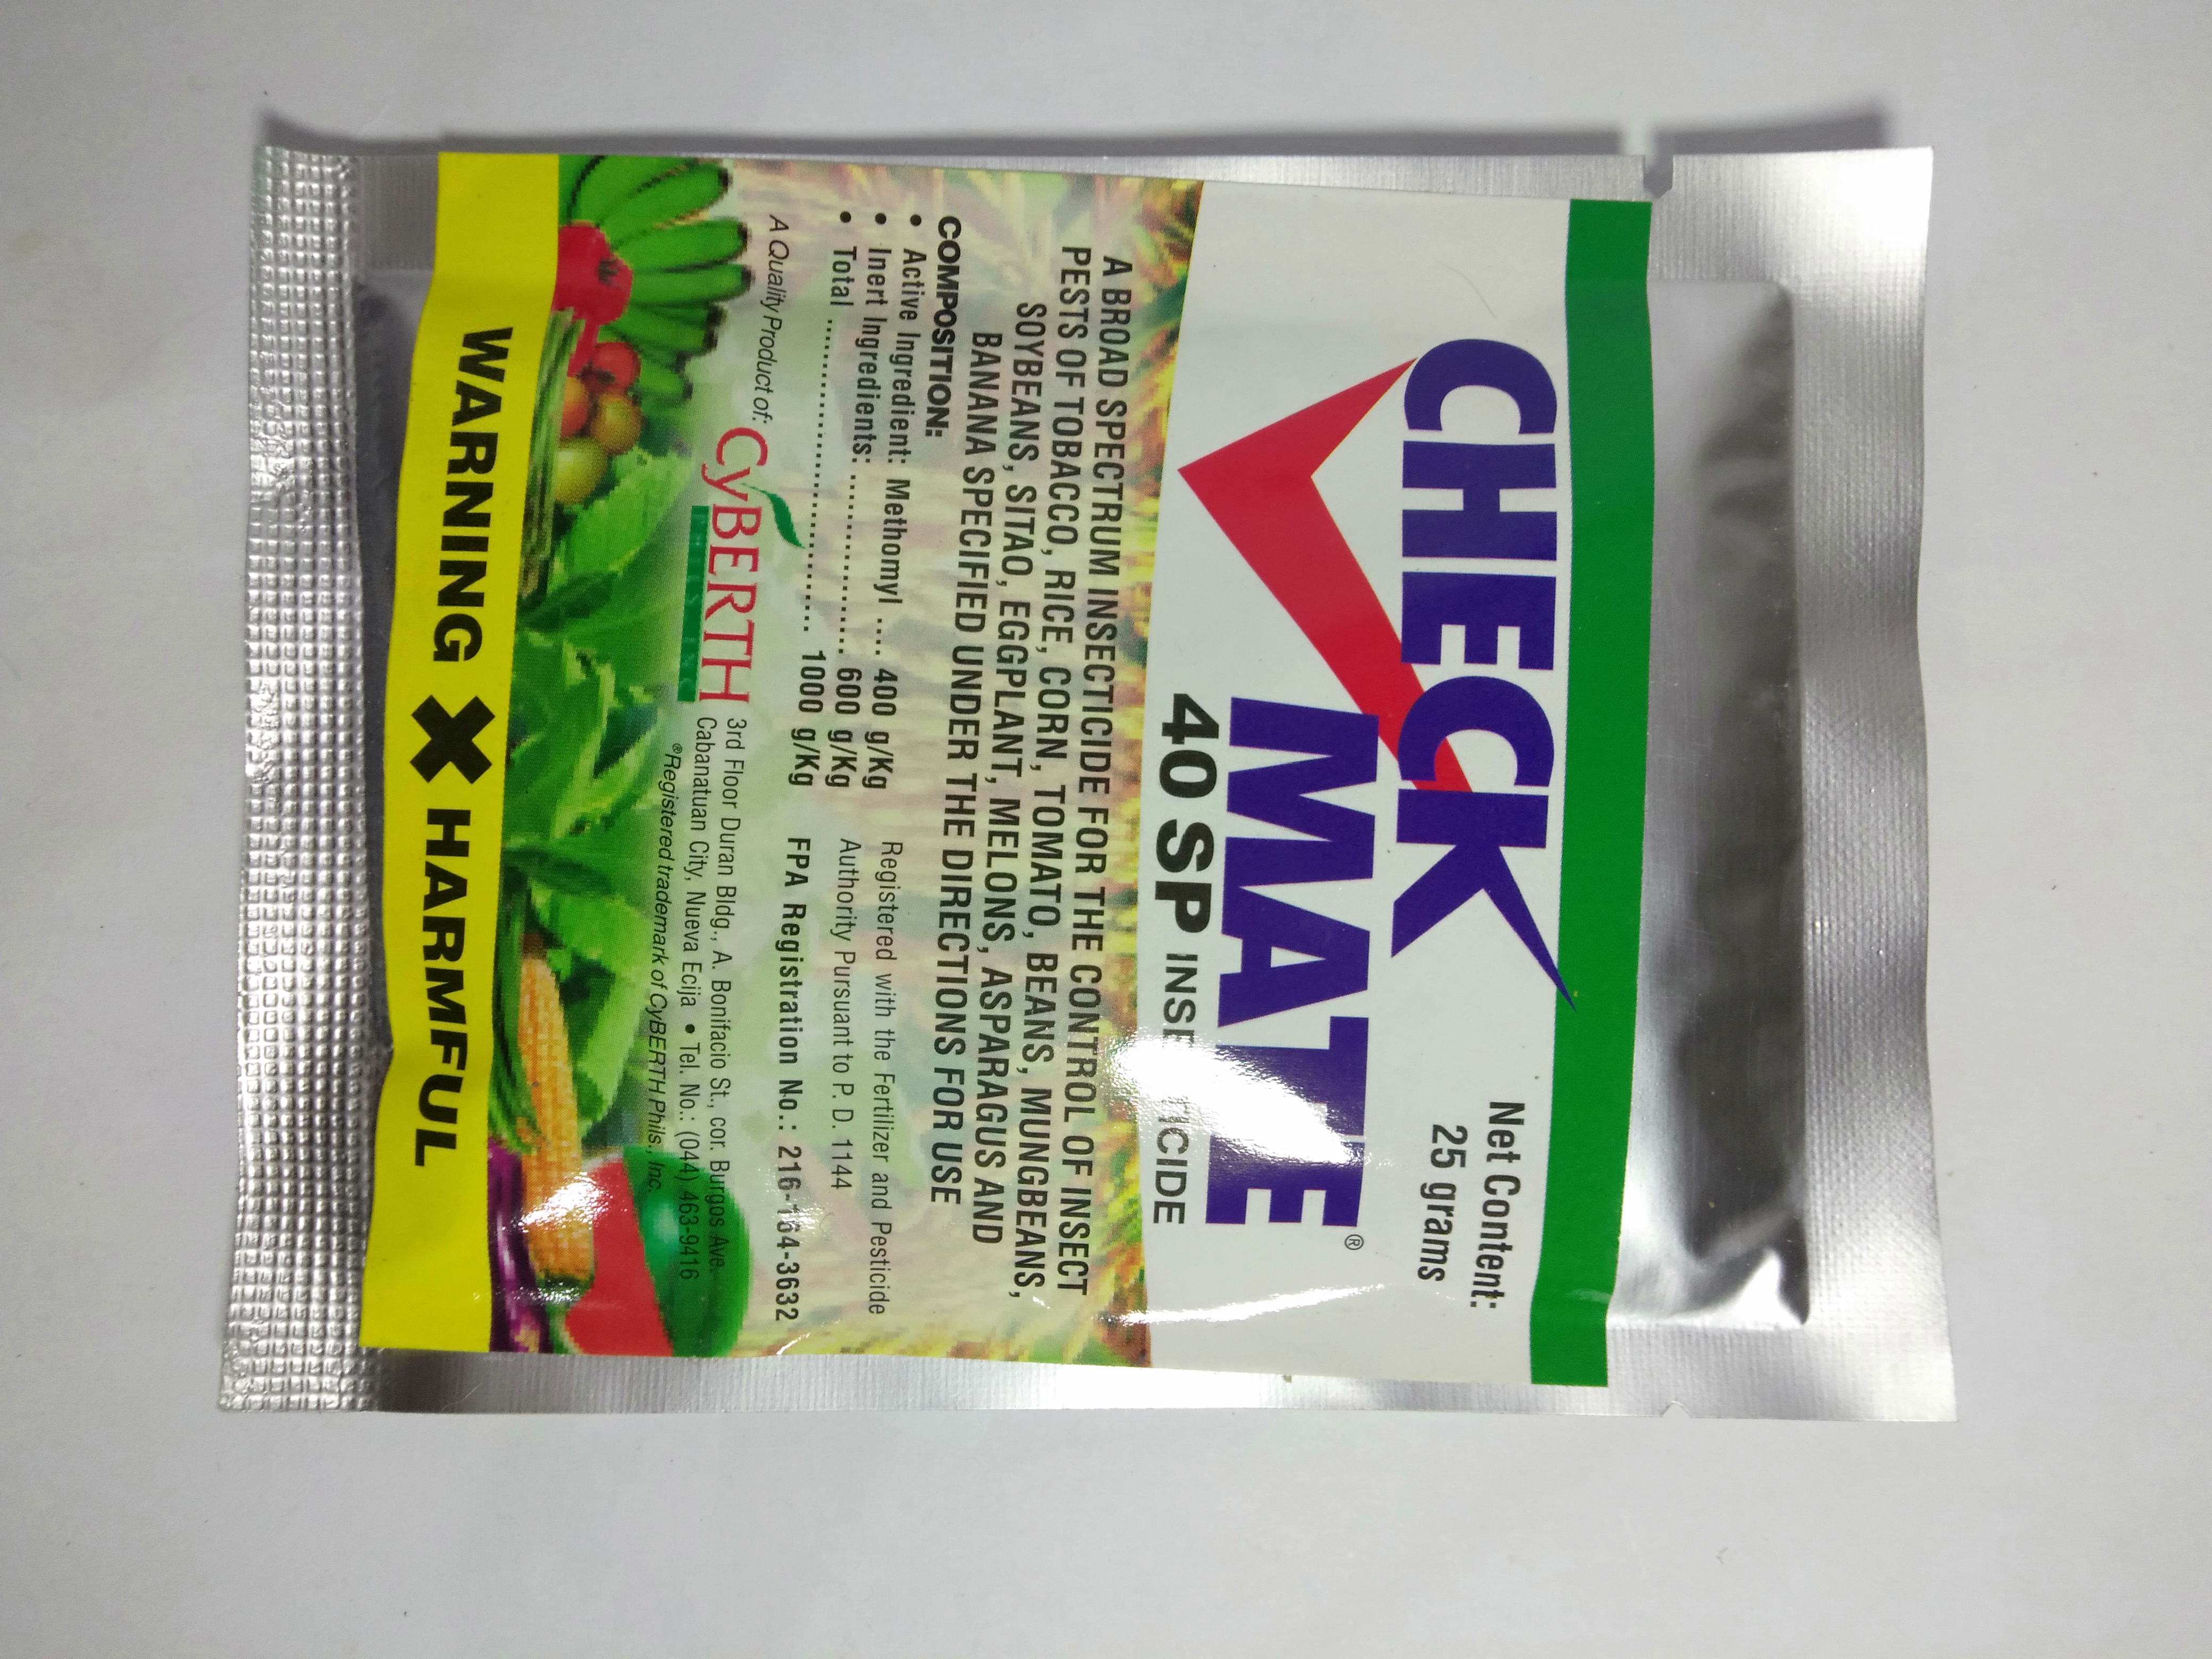 CHECK
MATE®
Net Content:
25 grams
40 SP INSECTICIDE
A BROAD SPECTRUM INSECTICIDE FOR THE CONTROL OF INSECT
PESTS OF TOBACCO, RICE, CORN, TOMATO, BEANS, MUNGBEANS,
SOYBEANS, SITAO, EGGPLANT, MELONS, ASPARAGUS AND
BANANA SPECIFIED UNDER THE DIRECTIONS FOR USE
COMPOSITION:
• Active Ingredient: Methomyl .... 400 g/Kg
• Inert Ingredients: .................... 600 g/Kg
• Total ................................... 1000 g/Kg
Registered with the Fertilizer and Pesticide
Authority Pursuant to P. D. 1144
FPA Registration No.: 216-164-3632
A Quality Product of:
CyBERTH
PHILS., INC.
3rd Floor Duran Bldg., A. Bonifacio St., cor. Burgos Ave.
Cabanatuan City, Nueva Ecija • Tel. No.: (044) 463-9416
®Registered trademark of CyBERTH Phils., Inc.
WARNING ✖ HARMFUL